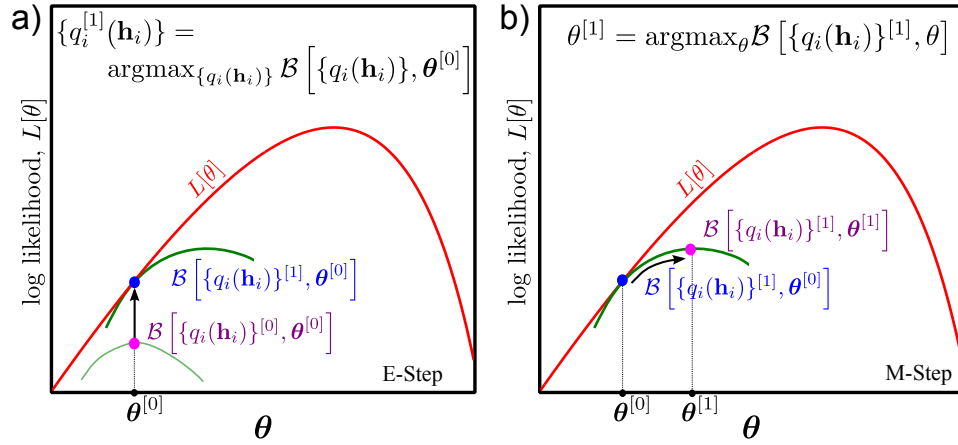 a)
{q_i^{[1]}(𝐡_i)} =
argmax_{{q_i(𝐡_i)}} ℬ[{q_i(𝐡_i)}, 𝜽^{[0]}]
log likelihood, L[θ]
L[θ]
ℬ[{q_i(𝐡_i)}^{[1]}, 𝜽^{[0]}]
ℬ[{q_i(𝐡_i)}^{[0]}, 𝜽^{[0]}]
E-Step
𝜽^{[0]}
𝜽
b)
θ^{[1]} = argmax_θ ℬ[{q_i(𝐡_i)}^{[1]}, θ]
log likelihood, L[θ]
L[θ]
ℬ[{q_i(𝐡_i)}^{[1]}, 𝜽^{[1]}]
ℬ[{q_i(𝐡_i)}^{[1]}, 𝜽^{[0]}]
M-Step
𝜽^{[0]} 𝜽^{[1]}
𝜽